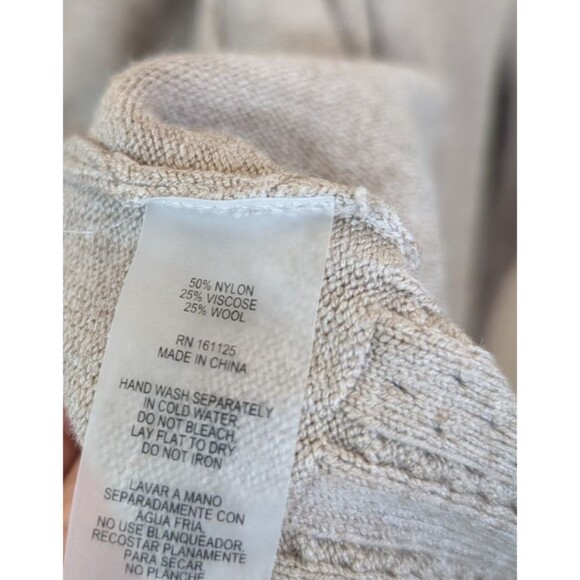 50% NYLON
25% VISCOSE
25% WOOL
RN 161125
MADE IN CHINA
HAND WASH SEPARATELY
IN COLD WATER
DO NOT BLEACH
LAY FLAT TO DRY
DO NOT IRON
LAVAR A MANO
SEPARADAMENTE CON
AGUA FRIA.
NO USE BLANQUEADOR.
RECOSTAR PLANAMENTE
PARA SECAR
NO PLANCHE